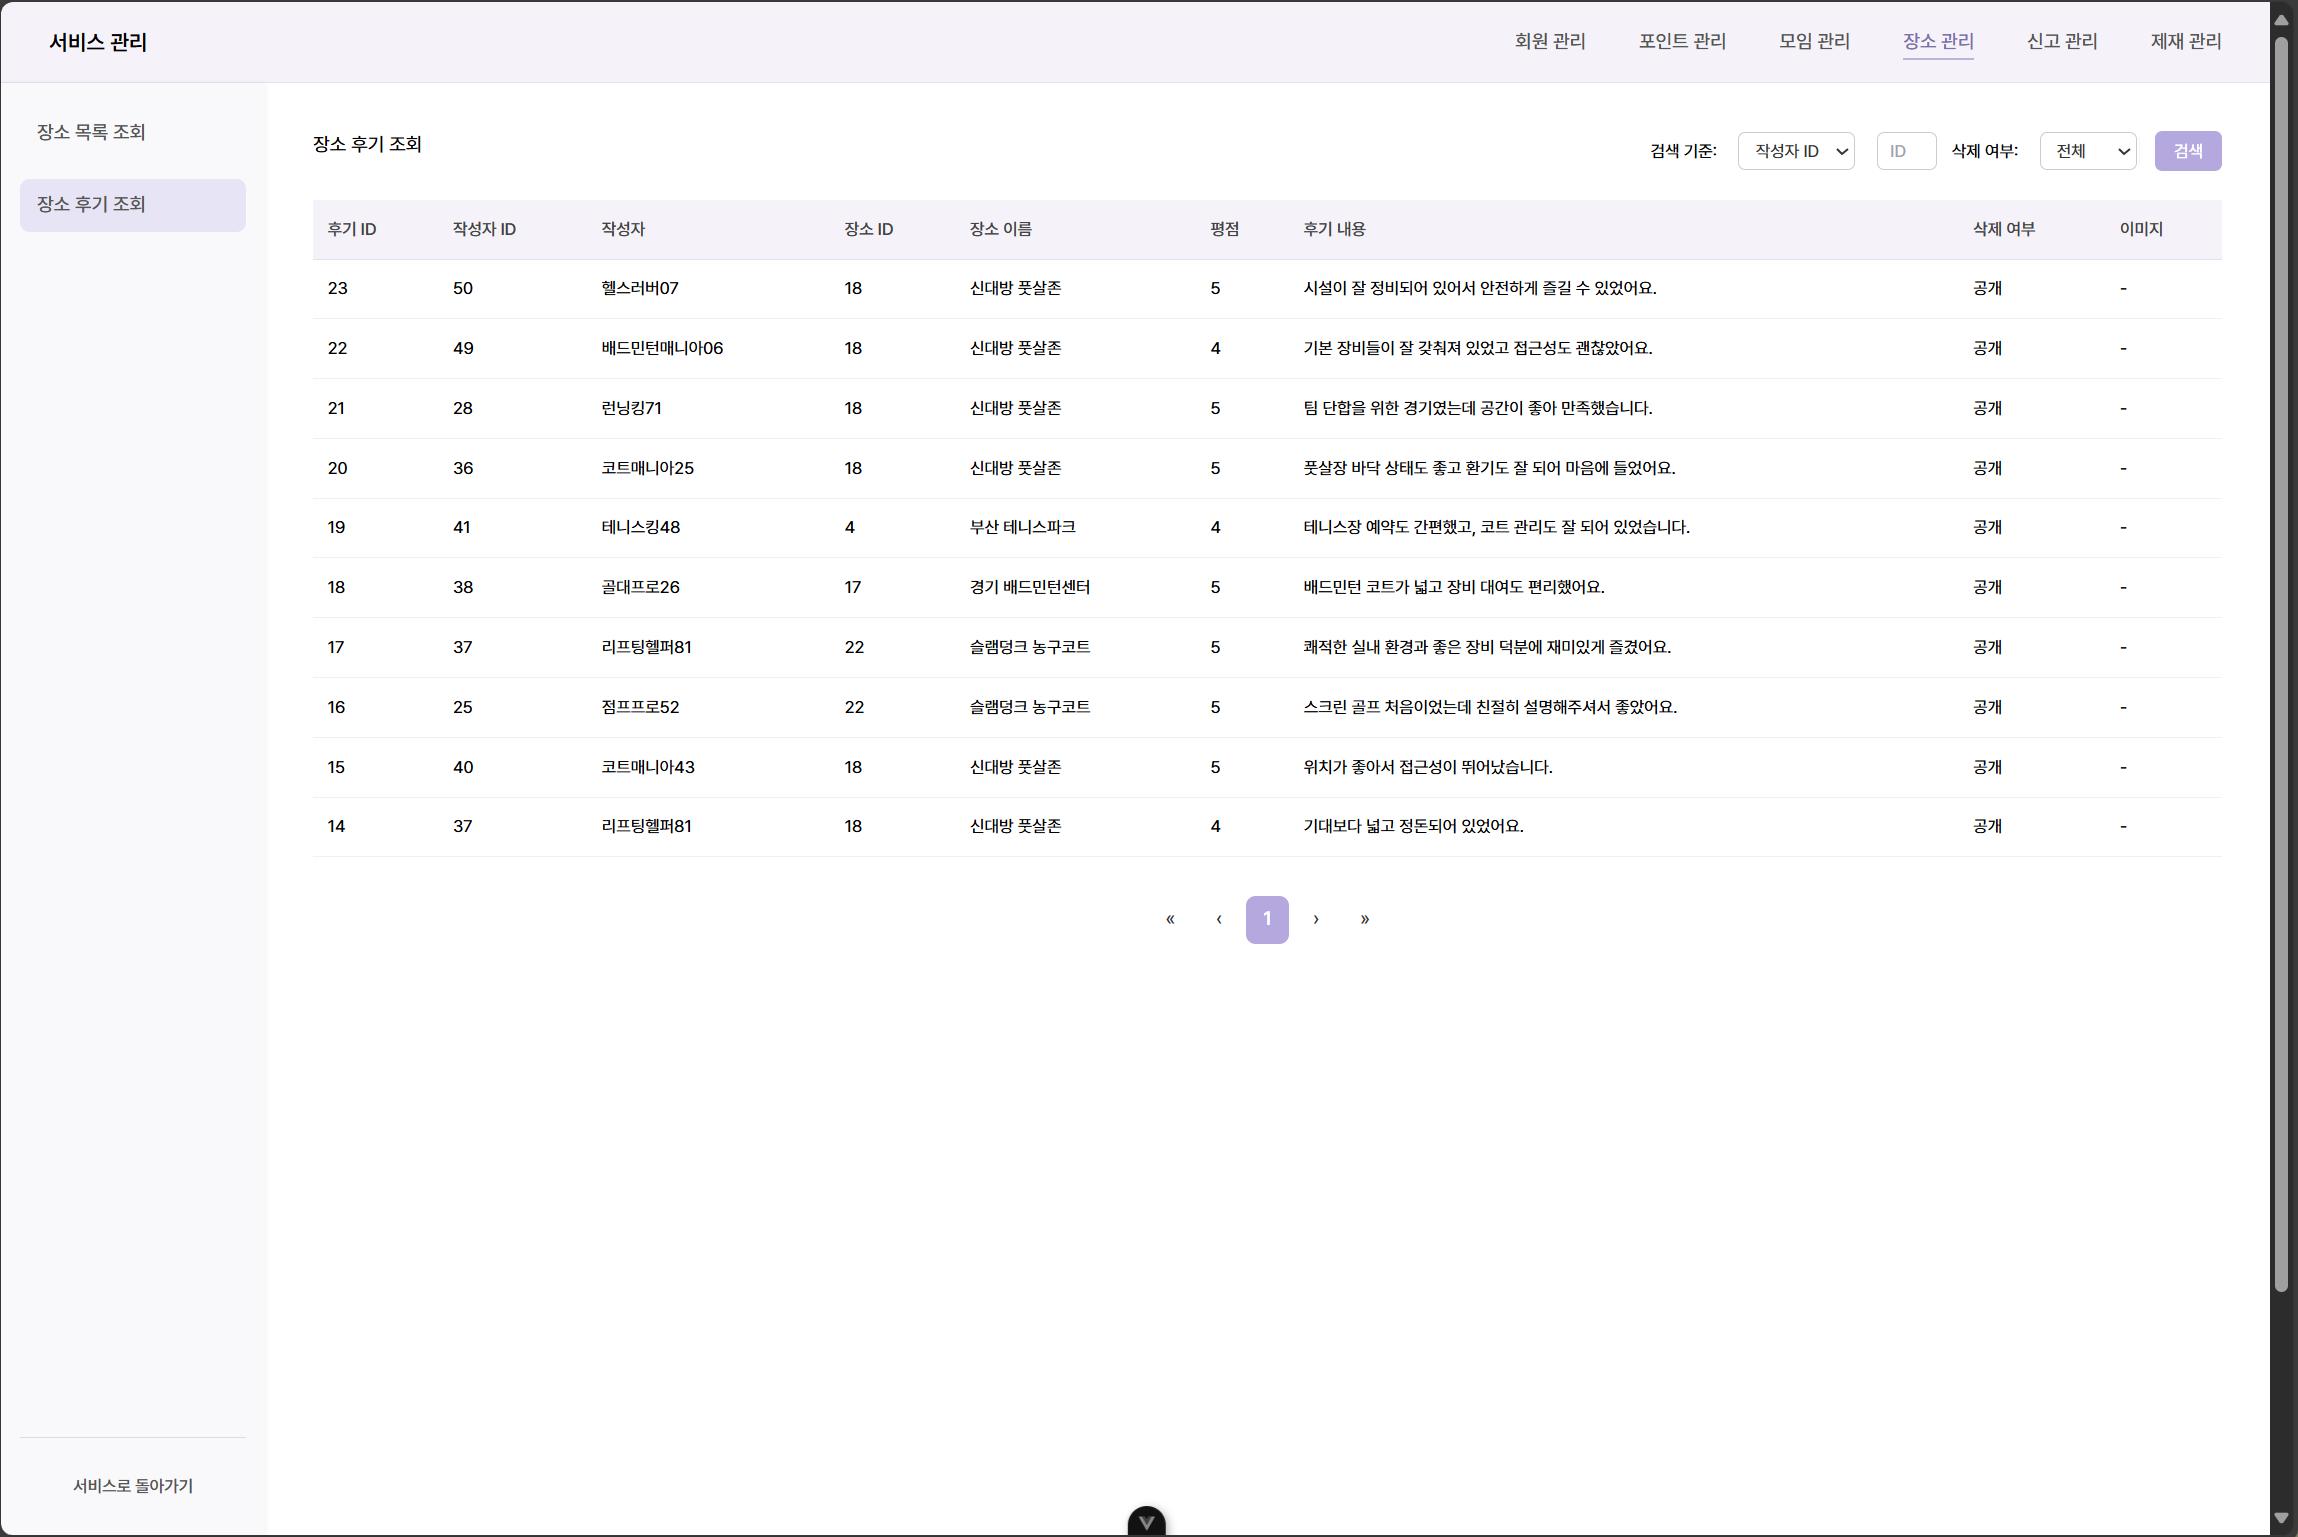 서비스 관리 회원 관리 포인트 관리 모임 관리 장소 관리 신고 관리 제재 관리
장소 목록 조회
장소 후기 조회
장소 후기 조회 검색 기준: 작성자 ID ID 삭제 여부: 전체 검색
후기 ID 작성자 ID 작성자 장소 ID 장소 이름 평점 후기 내용 삭제 여부 이미지
23 50 헬스러버07 18 신대방 풋살존 5 시설이 잘 정비되어 있어서 안전하게 즐길 수 있었어요. 공개 -
22 49 배드민턴매니아06 18 신대방 풋살존 4 기본 장비들이 잘 갖춰져 있었고 접근성도 괜찮았어요. 공개 -
21 28 런닝킹71 18 신대방 풋살존 5 팀 단합을 위한 경기였는데 공간이 좋아 만족했습니다. 공개 -
20 36 코트매니아25 18 신대방 풋살존 5 풋살장 바닥 상태도 좋고 환기도 잘 되어 마음에 들었어요. 공개 -
19 41 테니스킹48 4 부산 테니스파크 4 테니스장 예약도 간편했고, 코트 관리도 잘 되어 있었습니다. 공개 -
18 38 골대프로26 17 경기 배드민턴센터 5 배드민턴 코트가 넓고 장비 대여도 편리했어요. 공개 -
17 37 리프팅헬퍼81 22 슬램덩크 농구코트 5 쾌적한 실내 환경과 좋은 장비 덕분에 재미있게 즐겼어요. 공개 -
16 25 점프프로52 22 슬램덩크 농구코트 5 스크린 골프 처음이었는데 친절히 설명해주셔서 좋았어요. 공개 -
15 40 코트매니아43 18 신대방 풋살존 5 위치가 좋아서 접근성이 뛰어났습니다. 공개 -
14 37 리프팅헬퍼81 18 신대방 풋살존 4 기대보다 넓고 정돈되어 있었어요. 공개 -
« ‹ 1 › »
서비스로 돌아가기